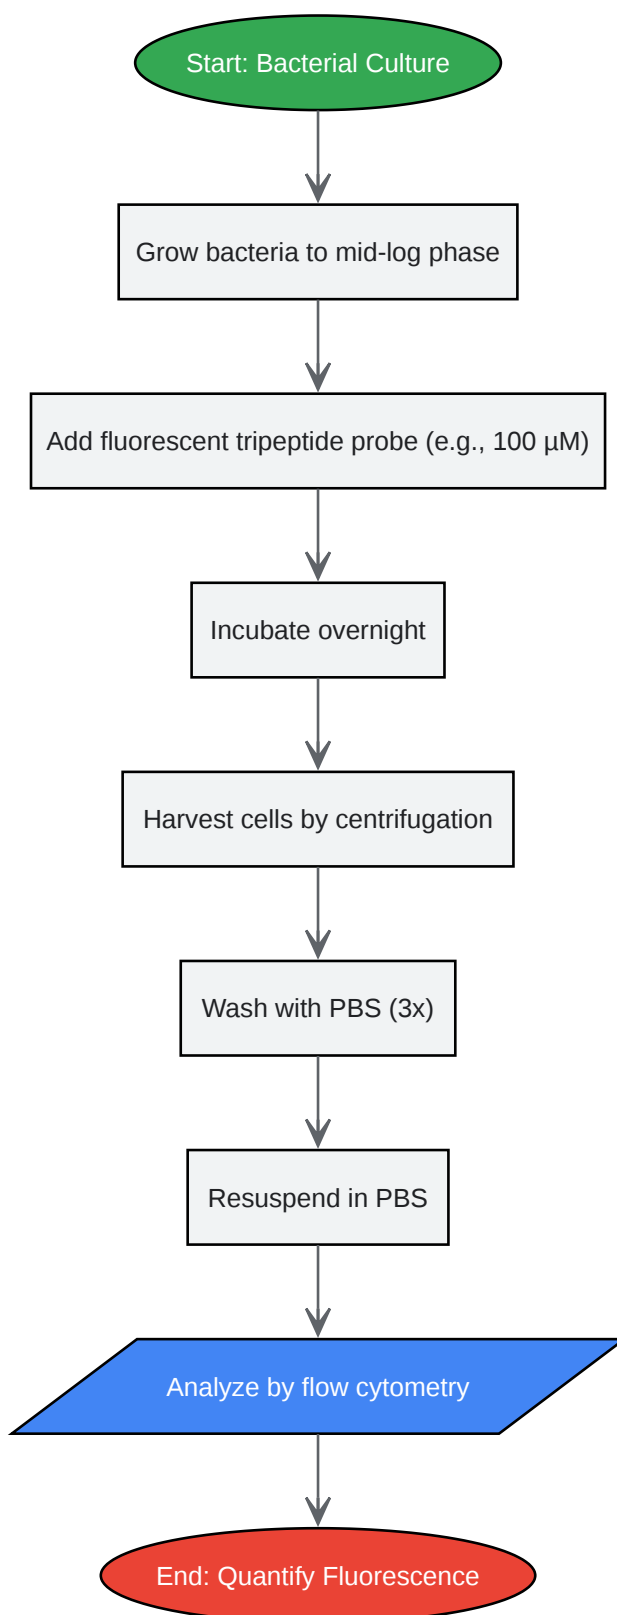 Start: Bacterial Culture
Grow bacteria to mid-log phase
Add fluorescent tripeptide probe (e.g., 100 µM)
Incubate overnight
Harvest cells by centrifugation
Wash with PBS (3x)
Resuspend in PBS
Analyze by flow cytometry
End: Quantify Fluorescence